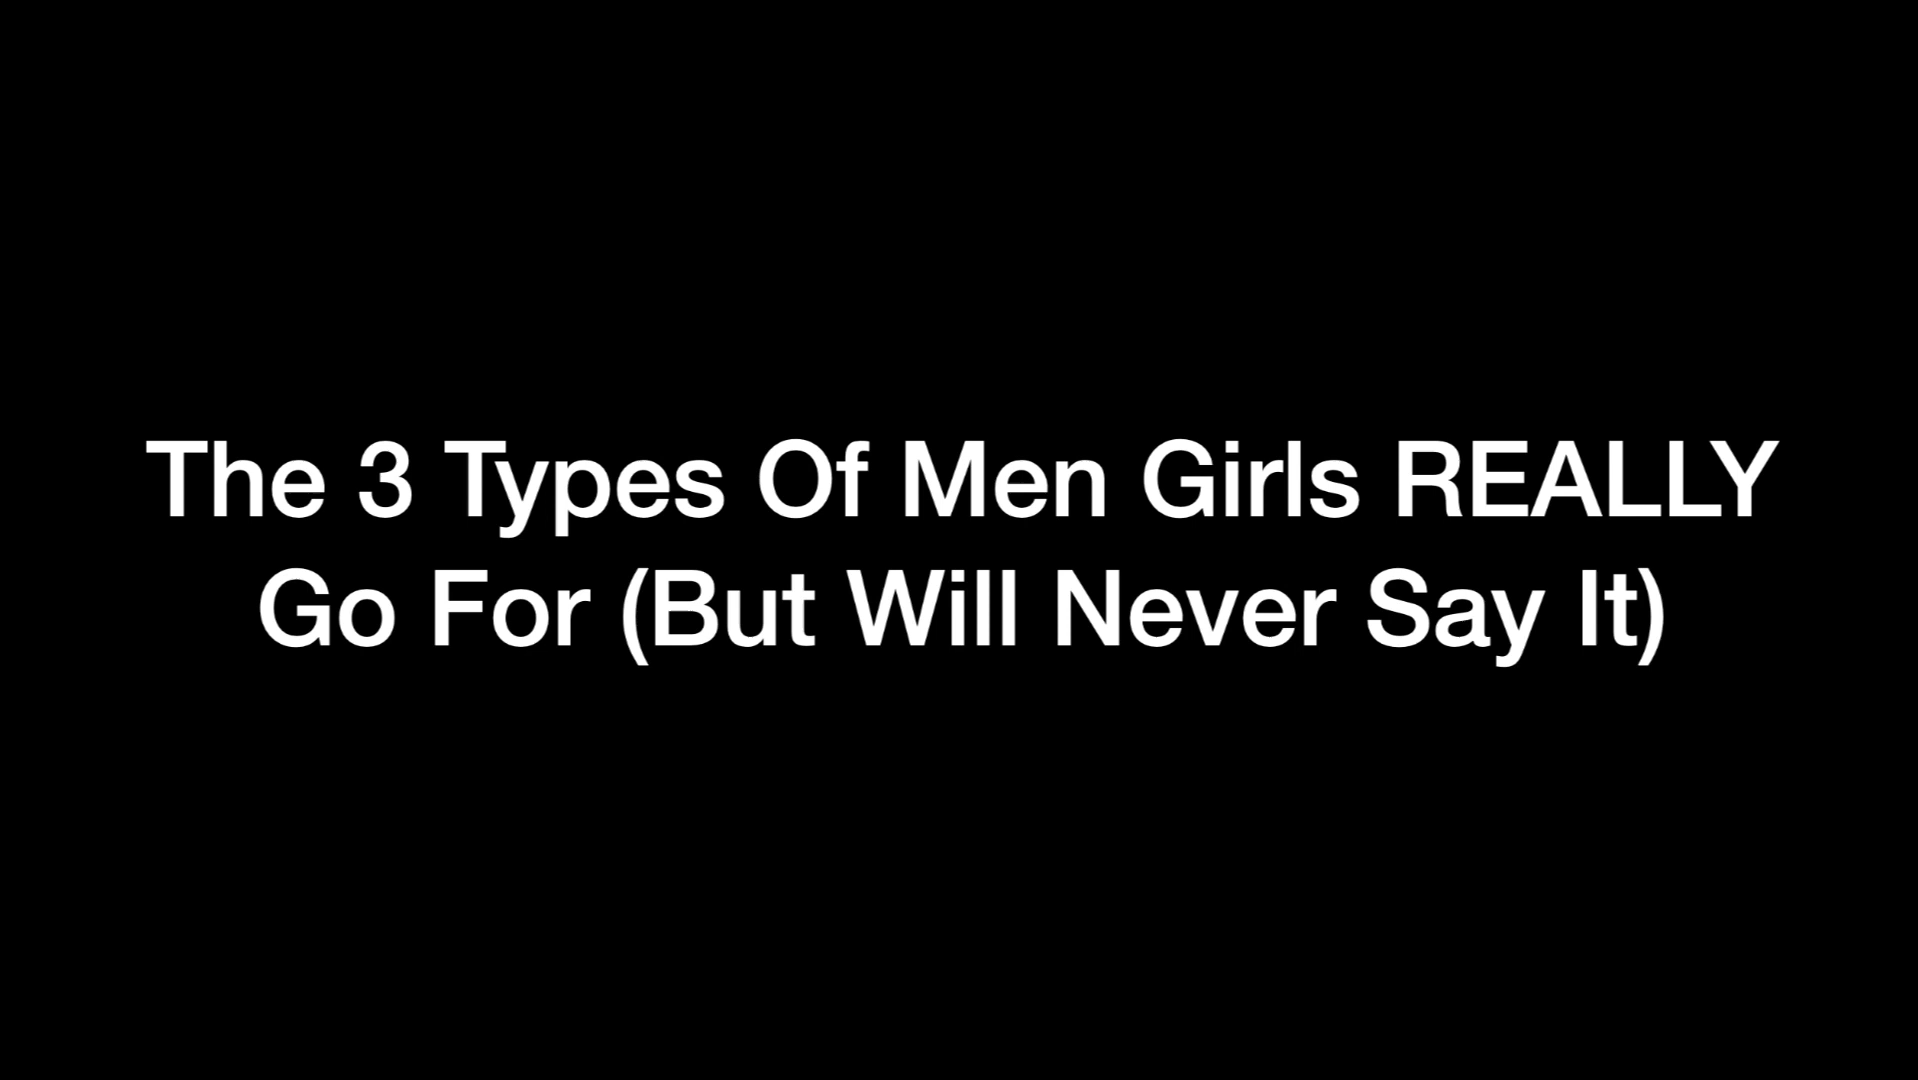 The 3 Types Of Men Girls REALLY
Go For (But Will Never Say It)